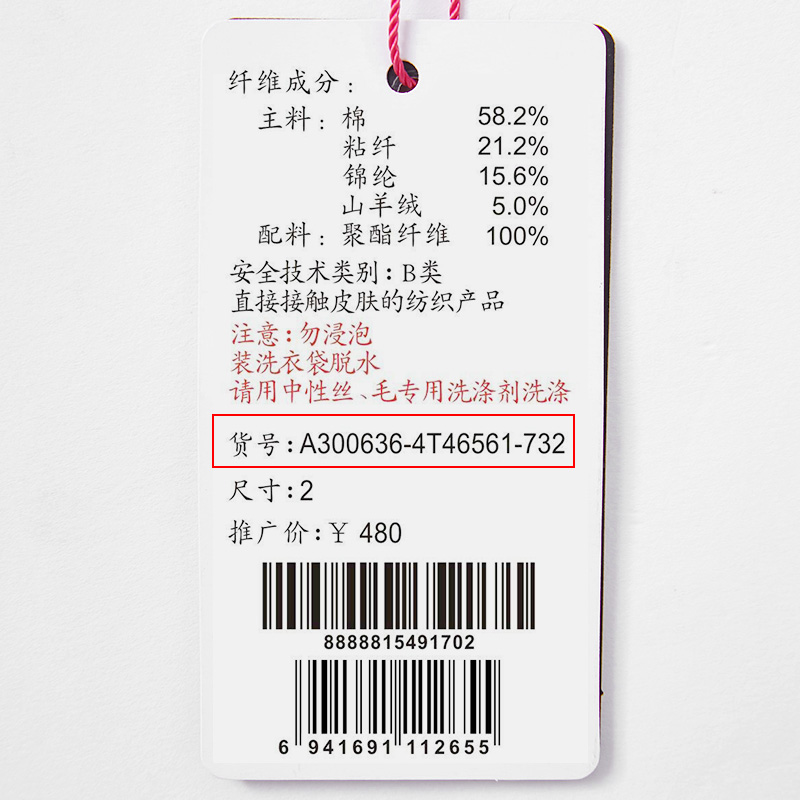 纤维成分：
主料：棉 58.2%
粘纤 21.2%
锦纶 15.6%
山羊绒 5.0%
配料：聚酯纤维 100%
安全技术类别：B类
直接接触皮肤的纺织产品
注意：勿浸泡
装洗衣袋脱水
请用中性丝、毛专用洗涤剂洗涤
货号：A300636-4T46561-732
尺寸：2
推广价：￥ 480
8888815491702
6 941691 112655